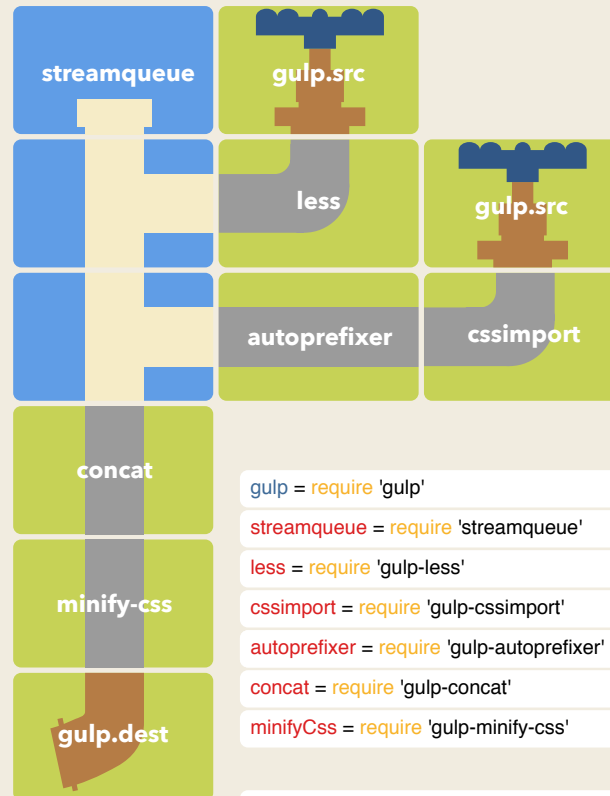 streamqueue
gulp.src
less
gulp.src
autoprefixer
cssimport
concat
minify-css
gulp.dest
gulp = require 'gulp'
streamqueue = require 'streamqueue'
less = require 'gulp-less'
cssimport = require 'gulp-cssimport'
autoprefixer = require 'gulp-autoprefixer'
concat = require 'gulp-concat'
minifyCss = require 'gulp-minify-css'